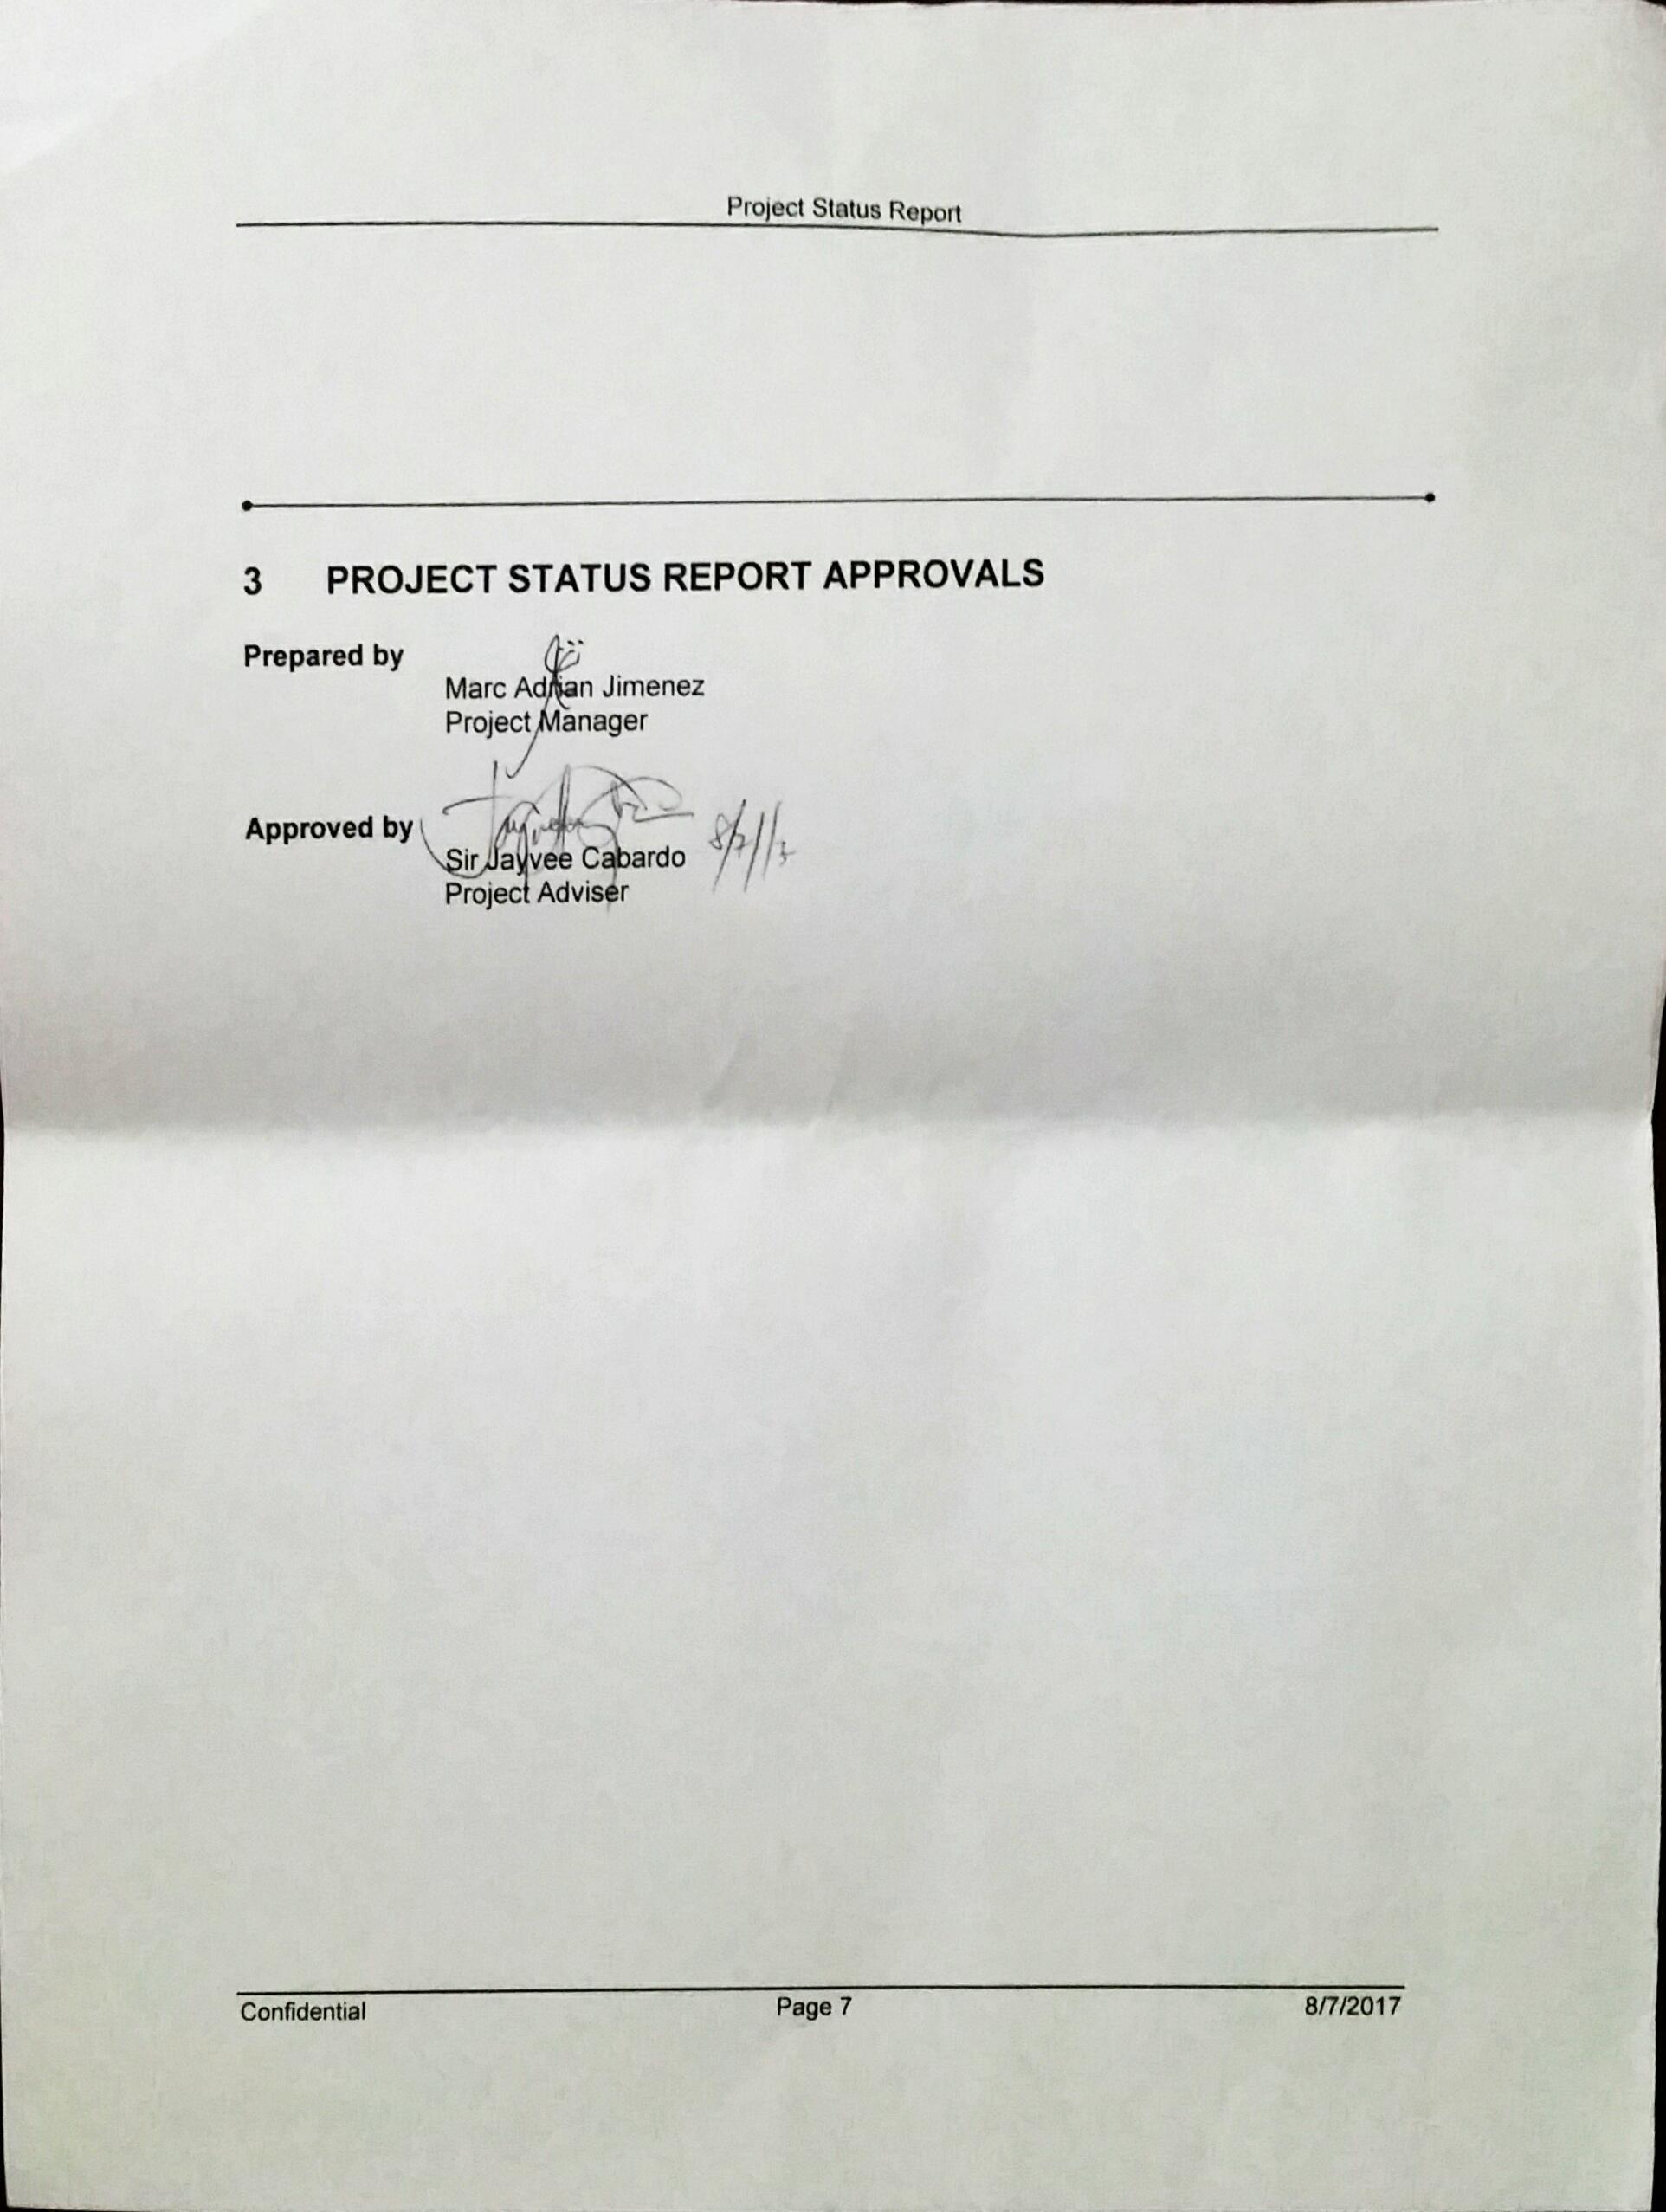 Project Status Report
3 PROJECT STATUS REPORT APPROVALS
Prepared by
Marc Adrian Jimenez
Project Manager
Approved by
Sir Jayvee Cabardo
Project Adviser
8/7/17
Confidential Page 7 8/7/2017